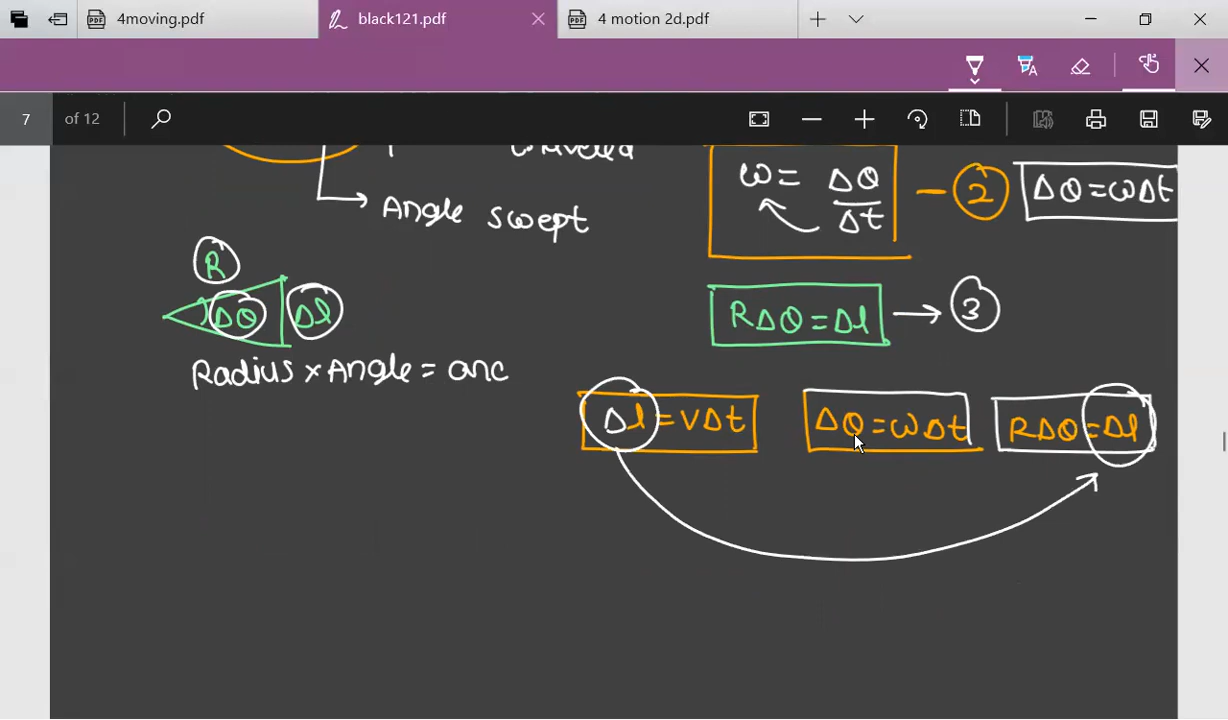 4moving.pdf
black121.pdf
4 motion 2d.pdf
7 of 12
Angle swept
ω = Δθ/Δt
2
Δθ = ωΔt
R
Δθ
Δl
RΔθ = Δl → 3
Radius × Angle = arc
Δl = VΔt
Δθ = ωΔt
RΔθ = Δl